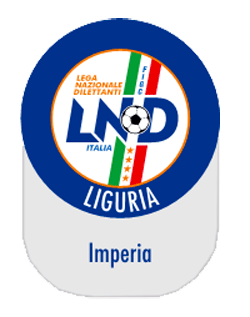 LEGA
NAZIONALE
DILETTANTI
FIGC
LND
ITALIA
LIGURIA
Imperia